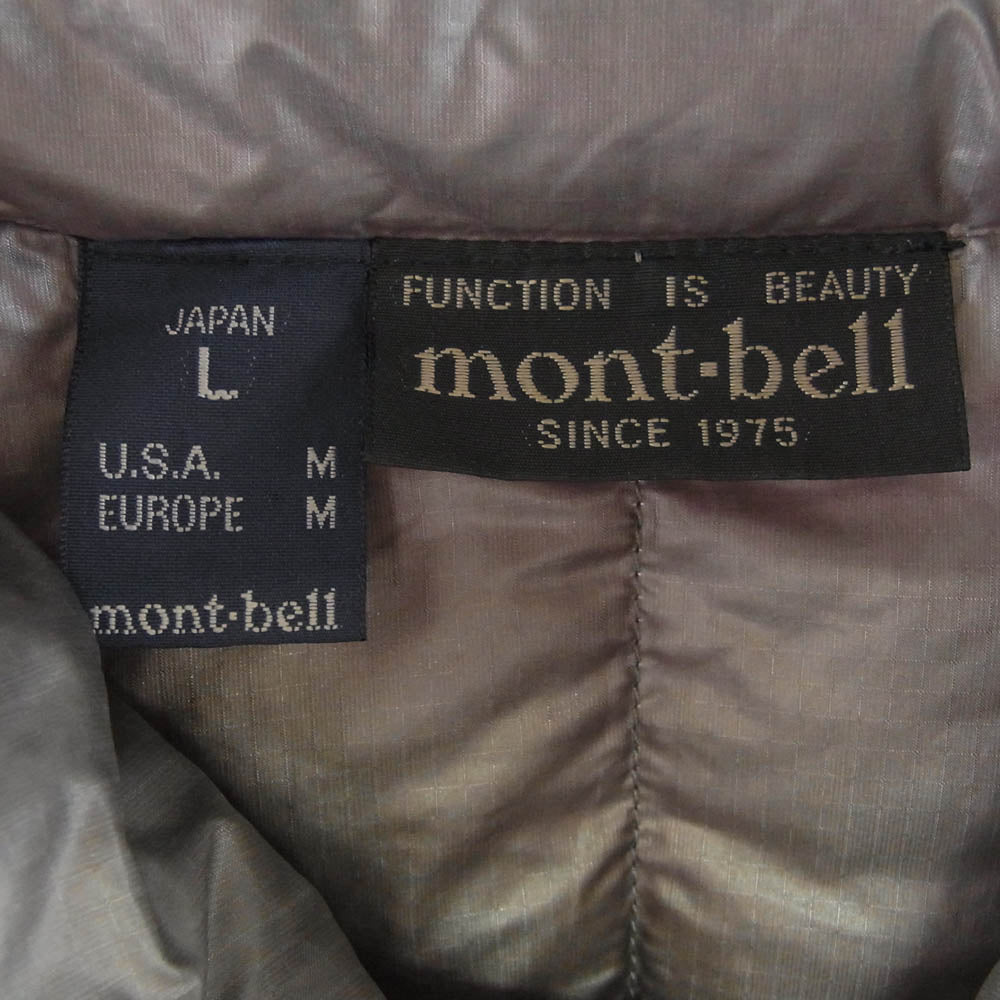 JAPAN
L
U.S.A. M
EUROPE M
mont-bell
FUNCTION IS BEAUTY
mont-bell
SINCE 1975